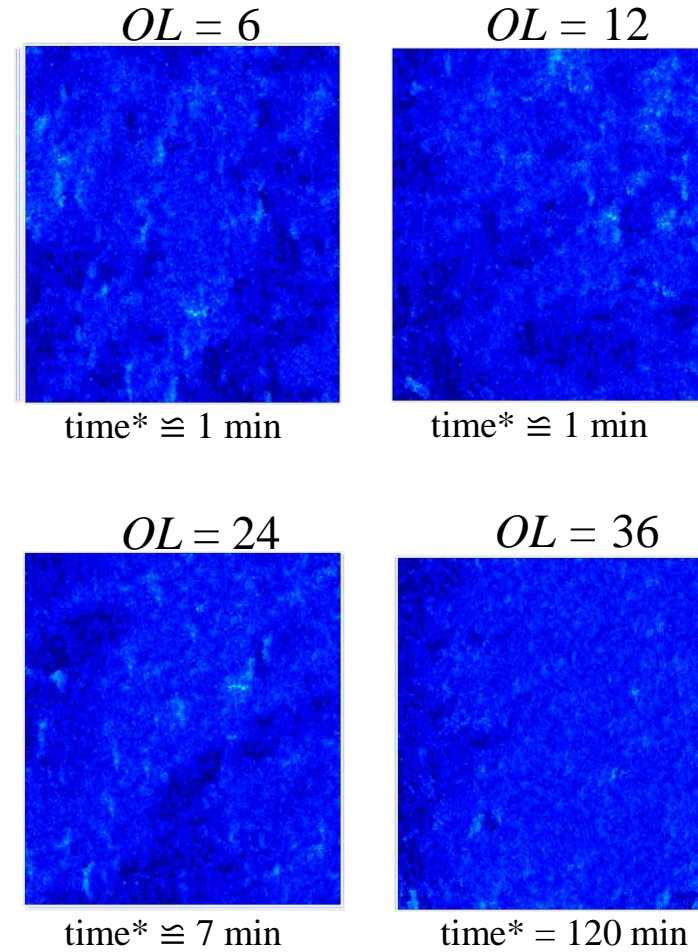 OL = 6
OL = 12
time* ≌ 1 min
time* ≌ 1 min
OL = 24
OL = 36
time* ≌ 7 min
time* = 120 min